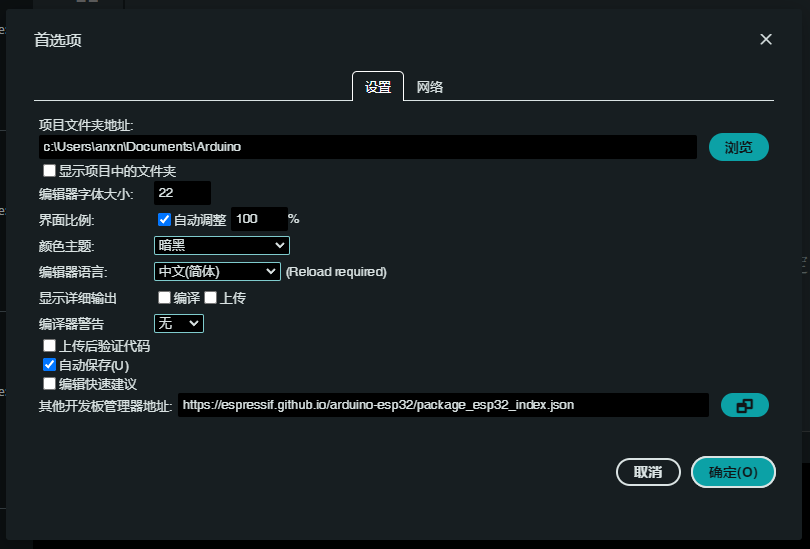 首选项
设置 网络
项目文件夹地址:
c:\Users\anxn\Documents\Arduino 浏览
显示项目中的文件夹
编辑器字体大小: 22
界面比例: 自动调整 100 %
颜色主题: 暗黑
编辑器语言: 中文(简体) (Reload required)
显示详细输出 编译 上传
编译器警告 无
上传后验证代码
自动保存(U)
编辑快速建议
其他开发板管理器地址: https://espressif.github.io/arduino-esp32/package_esp32_index.json
取消 确定(O)